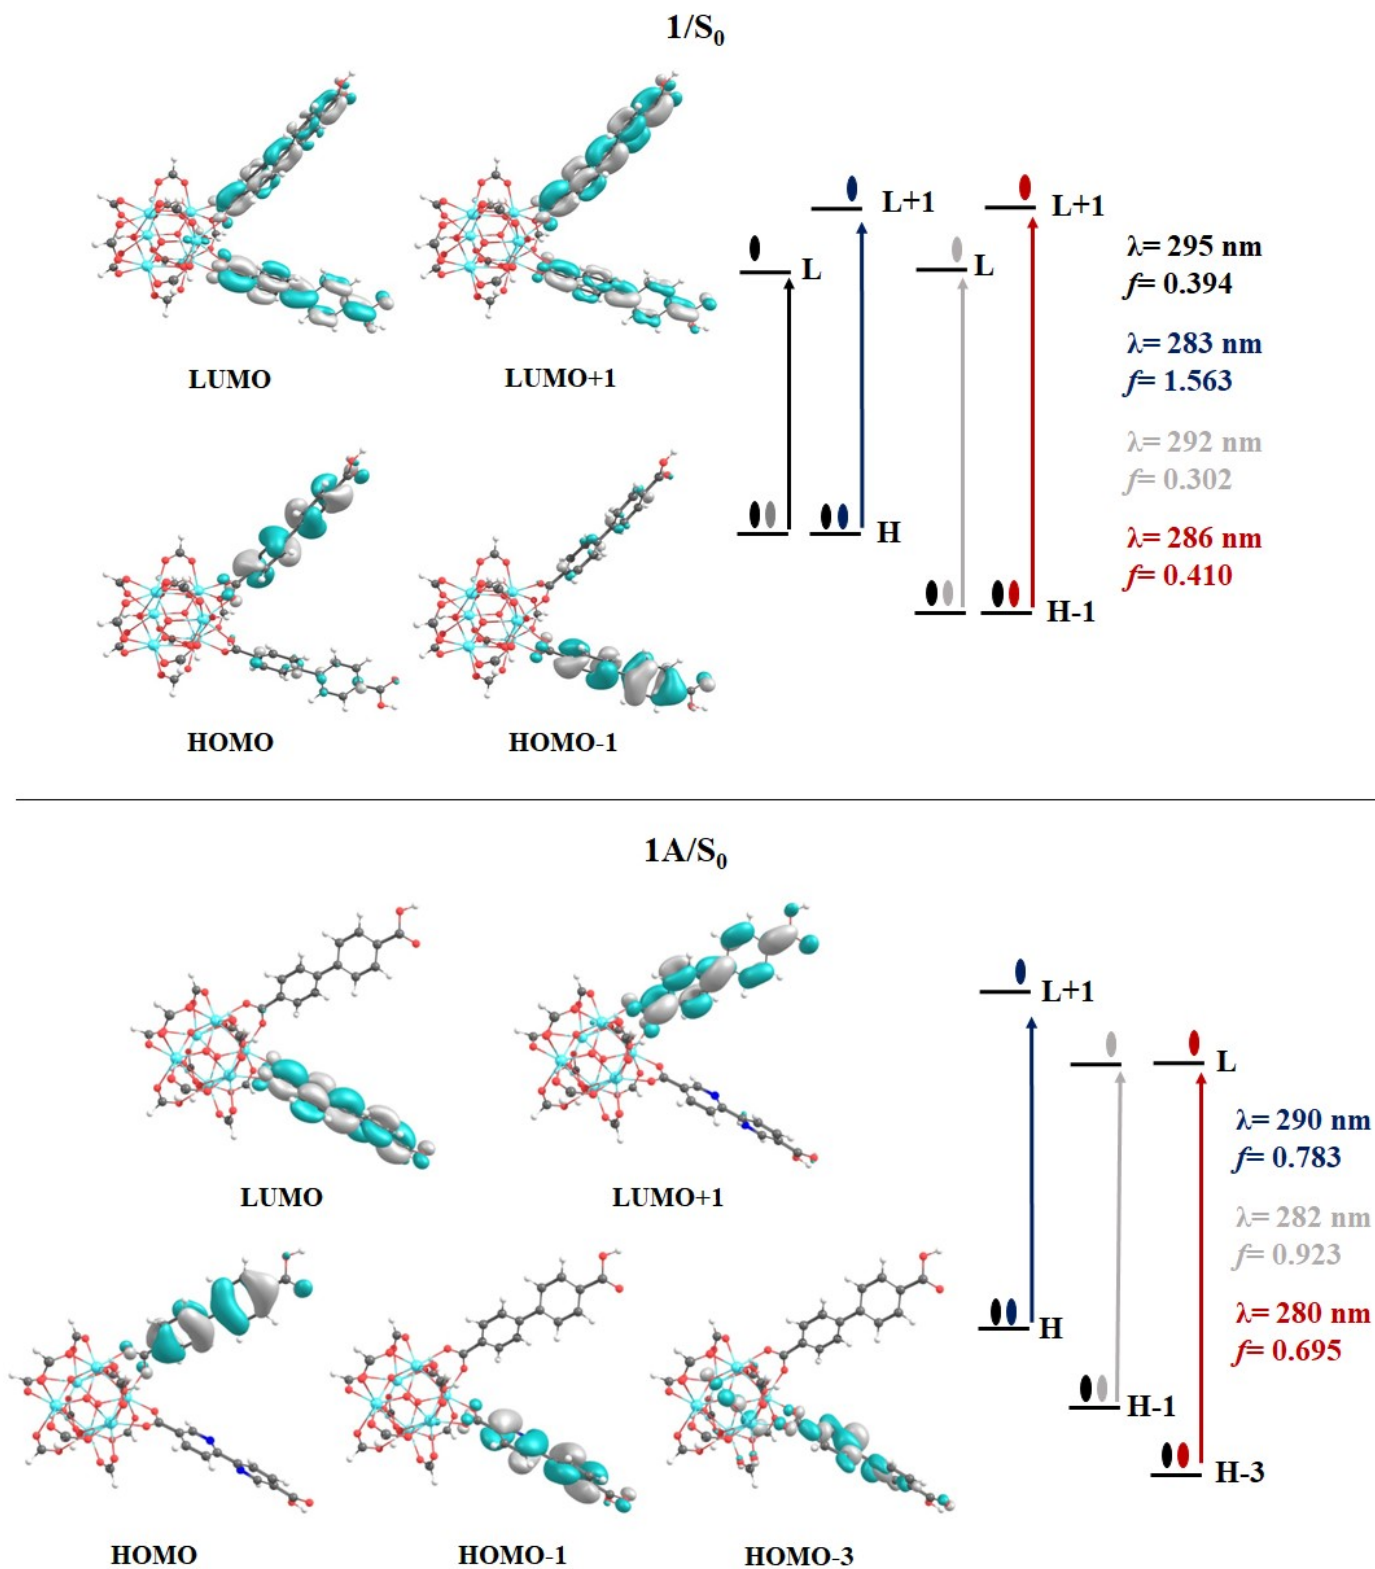 1/S₀
LUMO
LUMO+1
L
L+1
L
L+1
H
H-1
λ= 295 nm
f= 0.394
λ= 283 nm
f= 1.563
λ= 292 nm
f= 0.302
λ= 286 nm
f= 0.410
HOMO
HOMO-1
1A/S₀
LUMO
LUMO+1
L+1
L
H
H-1
H-3
λ= 290 nm
f= 0.783
λ= 282 nm
f= 0.923
λ= 280 nm
f= 0.695
HOMO
HOMO-1
HOMO-3